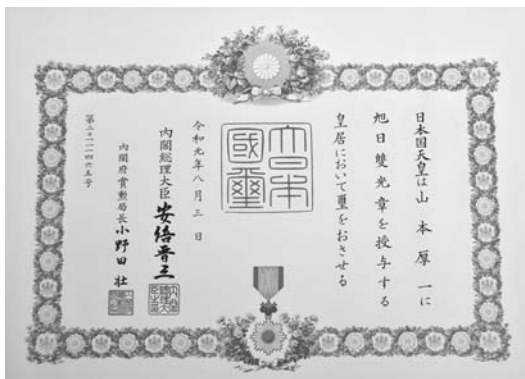 日本国天皇は山本厚一に
旭日雙光章を授与する
皇居において璽をおさせる
大日本
國璽
令和元年八月三日
内閣総理大臣安倍晋三
内閣府賞勲局長小野田壮